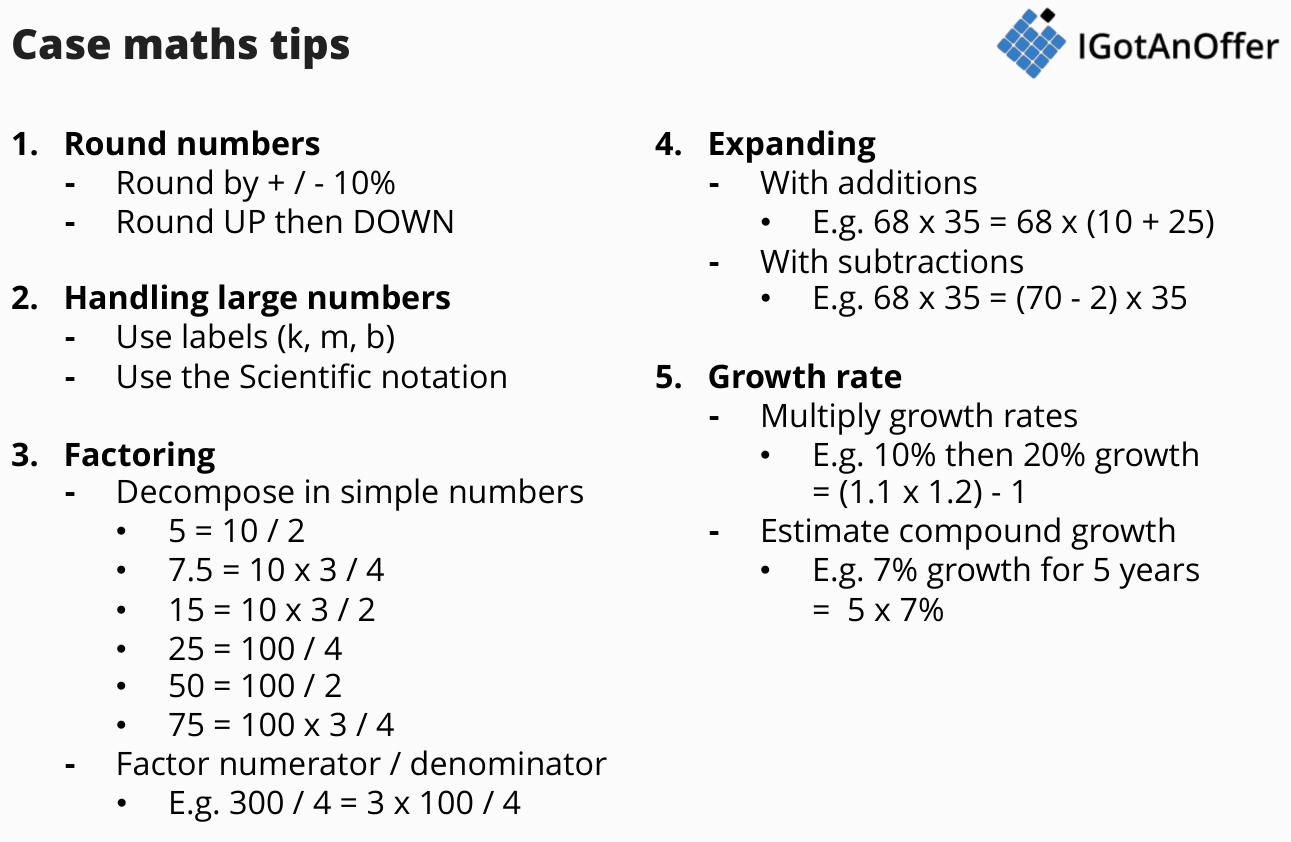 Case maths tips
IGotAnOffer
1. Round numbers
- Round by + / - 10%
- Round UP then DOWN
2. Handling large numbers
- Use labels (k, m, b)
- Use the Scientific notation
3. Factoring
- Decompose in simple numbers
• 5 = 10 / 2
• 7.5 = 10 x 3 / 4
• 15 = 10 x 3 / 2
• 25 = 100 / 4
• 50 = 100 / 2
• 75 = 100 x 3 / 4
- Factor numerator / denominator
• E.g. 300 / 4 = 3 x 100 / 4
4. Expanding
- With additions
• E.g. 68 x 35 = 68 x (10 + 25)
- With subtractions
• E.g. 68 x 35 = (70 - 2) x 35
5. Growth rate
- Multiply growth rates
• E.g. 10% then 20% growth
= (1.1 x 1.2) - 1
- Estimate compound growth
• E.g. 7% growth for 5 years
= 5 x 7%